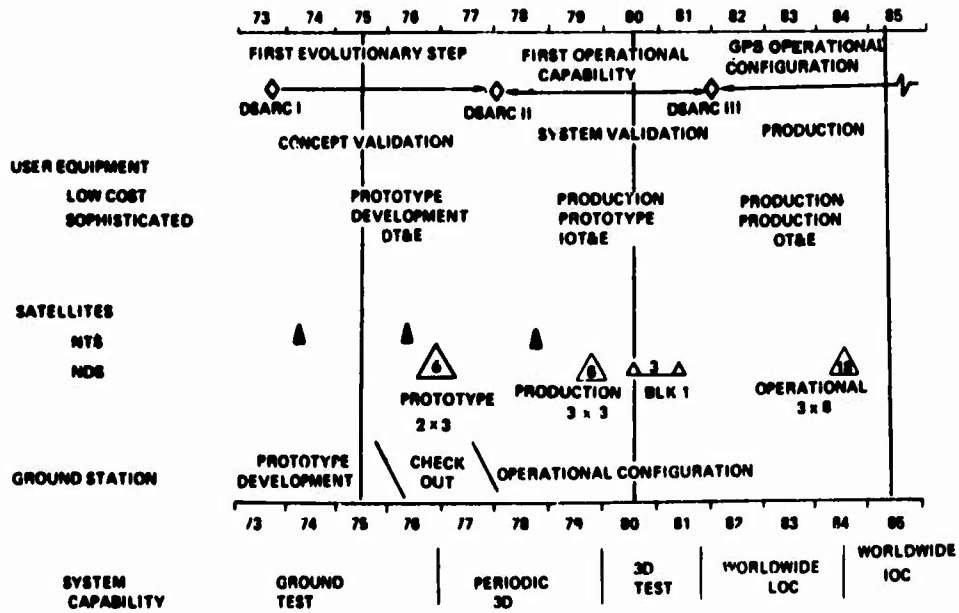 73 74 75 76 77 78 79 80 81 82 83 84 85
FIRST EVOLUTIONARY STEP
FIRST OPERATIONAL
CAPABILITY
GPS OPERATIONAL
CONFIGURATION
DSARC I
DSARC II
DSARC III
CONCEPT VALIDATION
SYSTEM VALIDATION
PRODUCTION
USER EQUIPMENT
LOW COST
SOPHISTICATED
PROTOTYPE
DEVELOPMENT
DT&E
PRODUCTION
PROTOTYPE
IOT&E
PRODUCTION
PRODUCTION
OT&E
SATELLITES
NTS
NDS
6
PROTOTYPE
2 x 3
PRODUCTION
3 x 3
3
BLK 1
OPERATIONAL
3 x 8
GROUND STATION
PROTOTYPE
DEVELOPMENT
CHECK
OUT
OPERATIONAL CONFIGURATION
73 74 75 76 77 78 79 80 81 82 83 84 85
SYSTEM
CAPABILITY
GROUND
TEST
PERIODIC
3D
3D
TEST
WORLDWIDE
LOC
WORLDWIDE
IOC